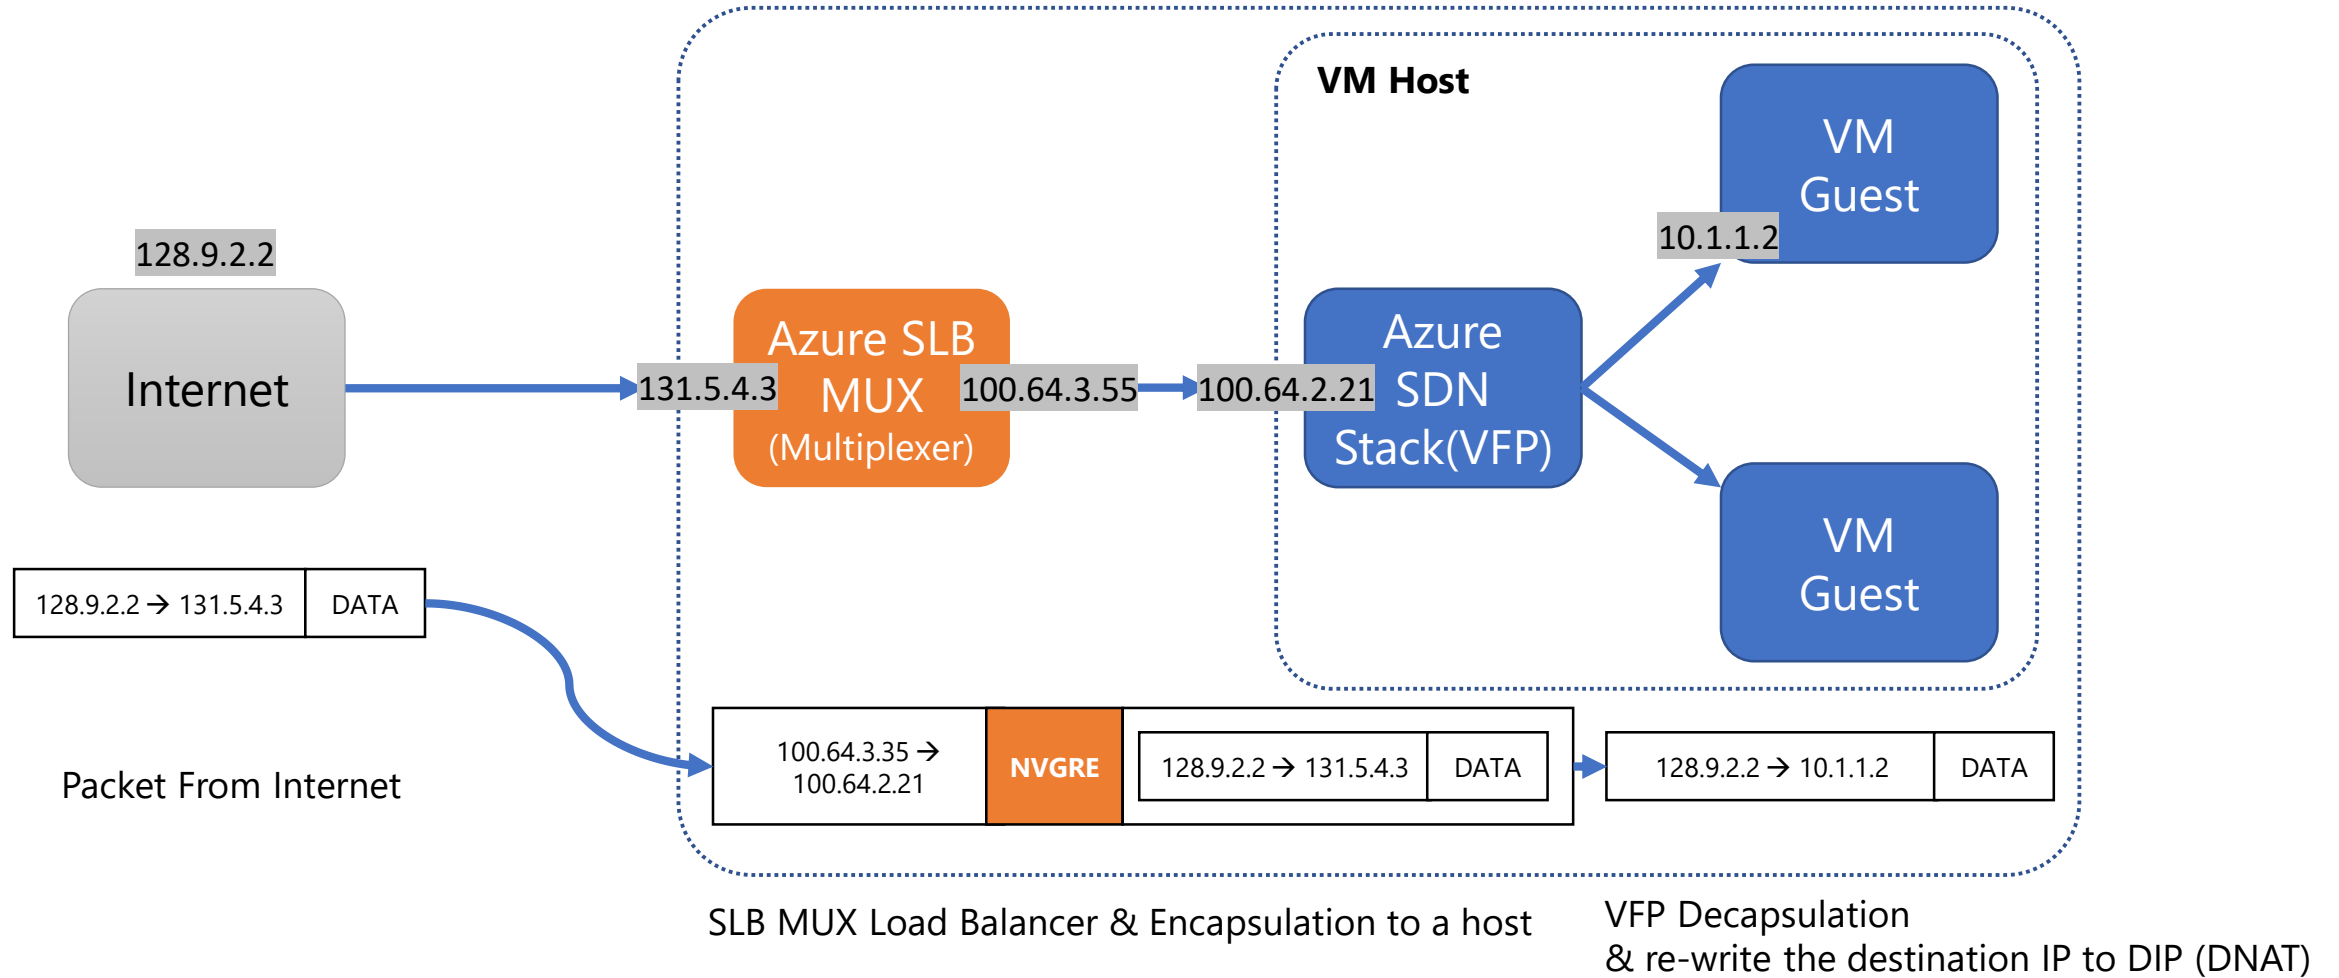 VM Host
VM
Guest
128.9.2.2
10.1.1.2
Internet
131.5.4.3
Azure SLB
MUX
(Multiplexer)
100.64.3.55
100.64.2.21
Azure
SDN
Stack(VFP)
VM
Guest
128.9.2.2 → 131.5.4.3
DATA
Packet From Internet
100.64.3.35 →
100.64.2.21
NVGRE
128.9.2.2 → 131.5.4.3
DATA
128.9.2.2 → 10.1.1.2
DATA
SLB MUX Load Balancer & Encapsulation to a host
VFP Decapsulation
& re-write the destination IP to DIP (DNAT)